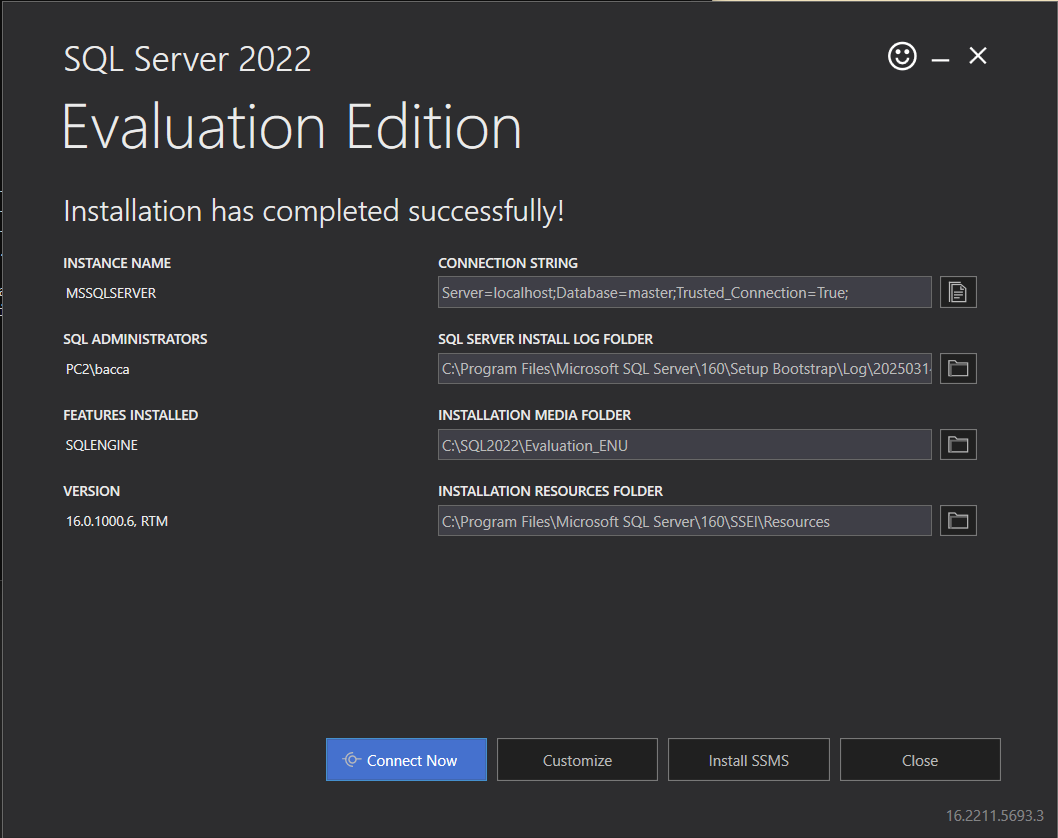 SQL Server 2022
Evaluation Edition
Installation has completed successfully!
INSTANCE NAME
MSSQLSERVER
CONNECTION STRING
Server=localhost;Database=master;Trusted_Connection=True;
SQL ADMINISTRATORS
PC2\bacca
SQL SERVER INSTALL LOG FOLDER
C:\Program Files\Microsoft SQL Server\160\Setup Bootstrap\Log\2025031
FEATURES INSTALLED
SQLENGINE
INSTALLATION MEDIA FOLDER
C:\SQL2022\Evaluation_ENU
VERSION
16.0.1000.6, RTM
INSTALLATION RESOURCES FOLDER
C:\Program Files\Microsoft SQL Server\160\SSEI\Resources
Connect Now
Customize
Install SSMS
Close
16.2211.5693.3